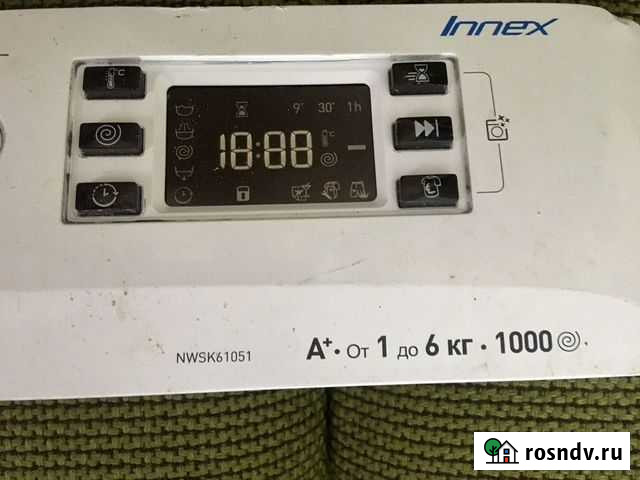 Innex
°C
9' 30' 1h
18:88 °C
€
NWSK61051 A+ • От 1 до 6 кг • 1000
rosndv.ru